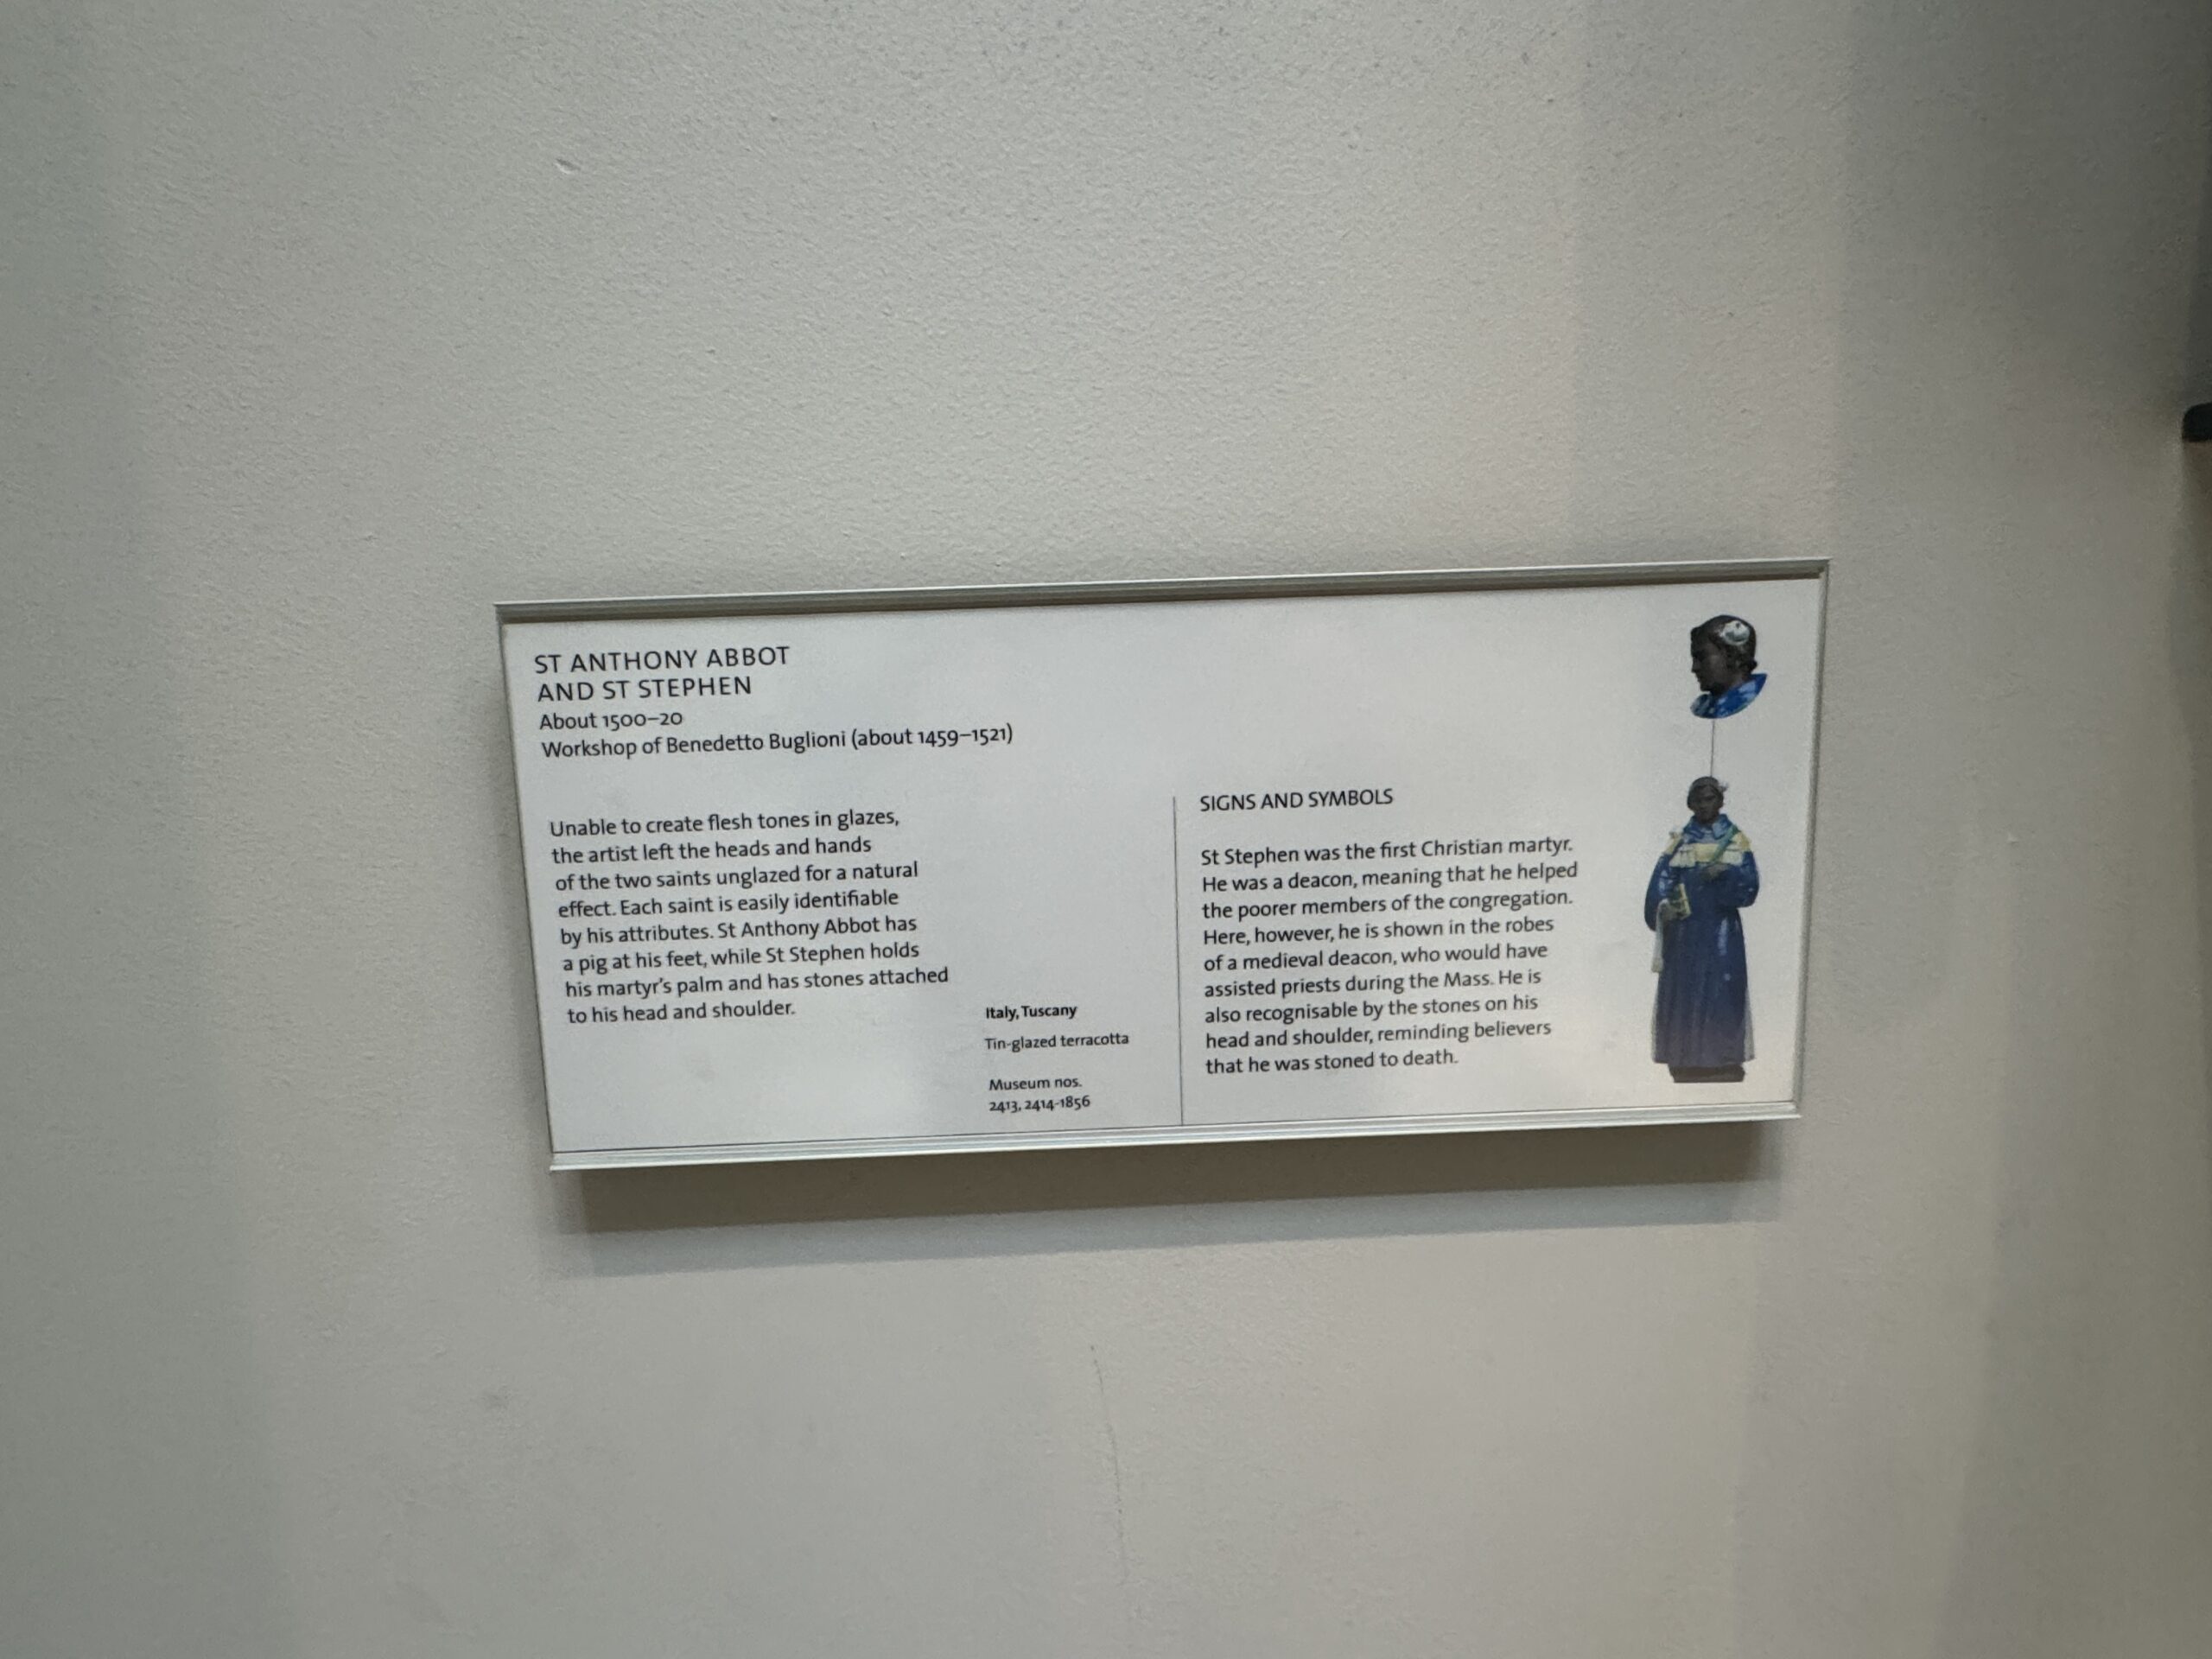 ST ANTHONY ABBOT
AND ST STEPHEN
About 1500–20
Workshop of Benedetto Buglioni (about 1459–1521)
Unable to create flesh tones in glazes,
the artist left the heads and hands
of the two saints unglazed for a natural
effect. Each saint is easily identifiable
by his attributes. St Anthony Abbot has
a pig at his feet, while St Stephen holds
his martyr's palm and has stones attached
to his head and shoulder.
Italy, Tuscany
Tin-glazed terracotta
Museum nos.
2413, 2414-1856
SIGNS AND SYMBOLS
St Stephen was the first Christian martyr.
He was a deacon, meaning that he helped
the poorer members of the congregation.
Here, however, he is shown in the robes
of a medieval deacon, who would have
assisted priests during the Mass. He is
also recognisable by the stones on his
head and shoulder, reminding believers
that he was stoned to death.